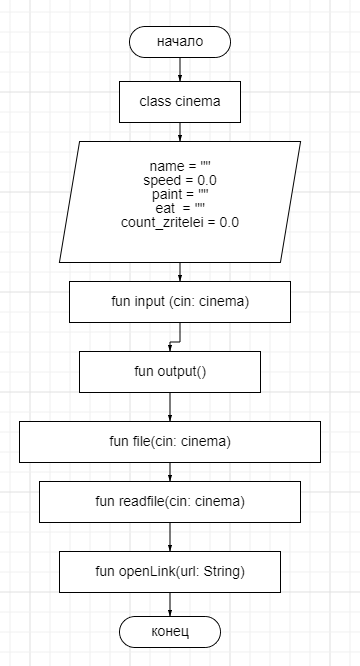 начало
class cinema
name = ""
speed = 0.0
paint = ""
eat  = ""
count_zritelei = 0.0
fun input (cin: cinema)
fun output()
fun file(cin: cinema)
fun readfile(cin: cinema)
fun openLink(url: String)
конец